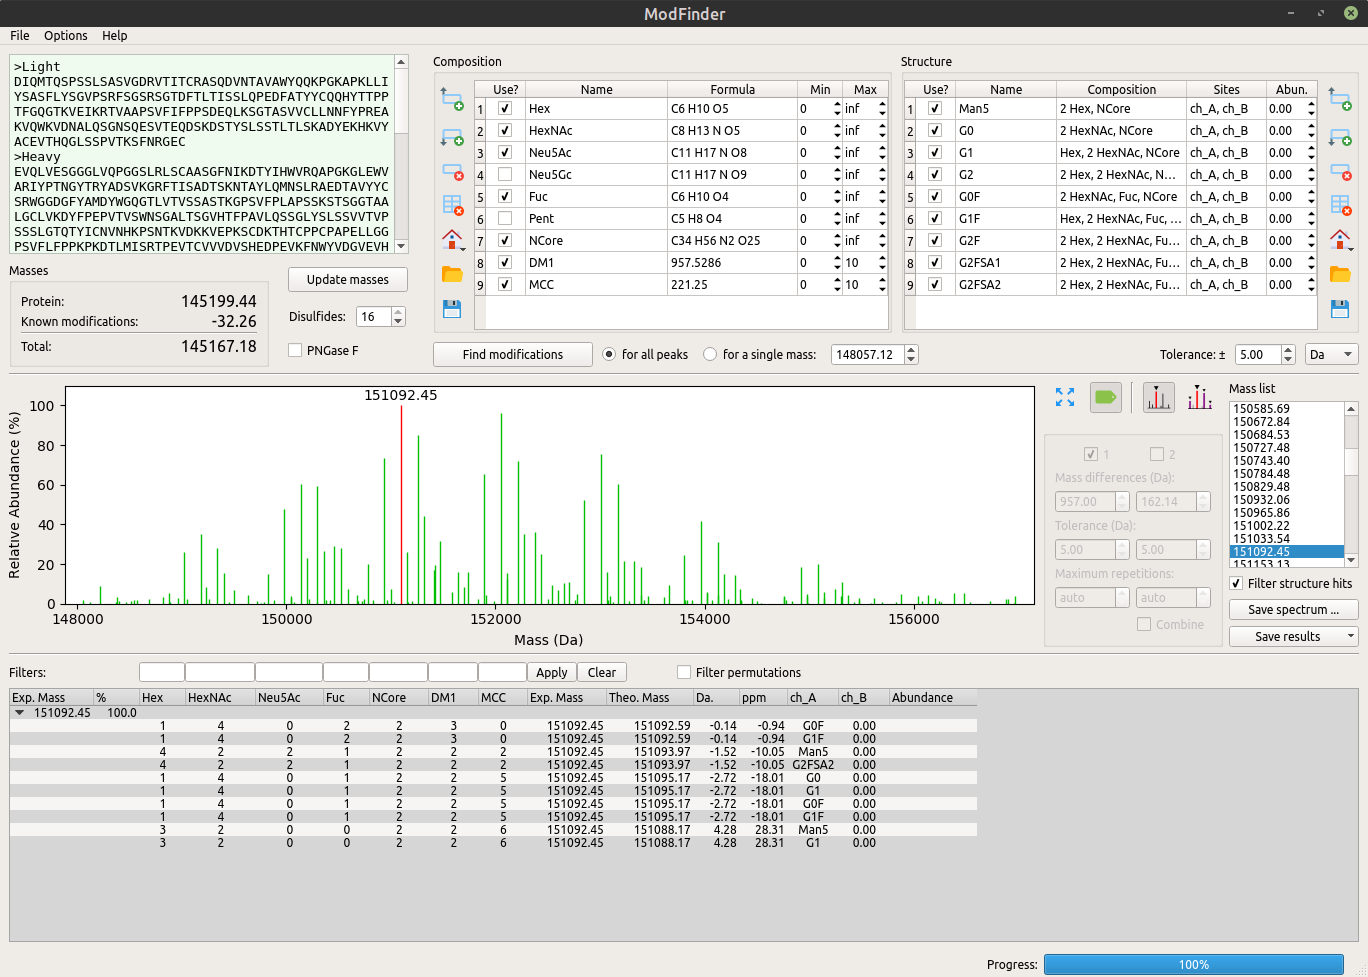 ModFinder
File Options Help
>Light
DIQMTQSPSSLSASVGDRVTITCRASQDVNTAVAWYQQKPGKAPKLLI
YSASFLYSGVPSRFSGSRSGTDFTLTISSLQPEDFATYYCQQHYTTPP
TFGQGTKVEIKRTVAAPSVFIFPPSDEQLKSGTASVVCLLNNFYPREA
KVQWKVDNALQSGNSQESVTEQDSKDSTYSLSSTLTLSKADYEKHKVY
ACEVTHQGLSSPVTKSFNRGEC
>Heavy
EVQLVESGGGLVQPGGSLRLSCAASGFNIKDTYIHWVRQAPGKGLEWV
ARIYPTNGYTRYADSVKGRFTISADTSKNTAYLQMNSLRAEDTAVYYC
SRWGGDGFYAMDYWGQGTLVTVSSASTKGPSVFPLAPSSKSTSGGTAA
LGCLVKDYFPEPVTVSWNSGALTSGVHTFPAVLQSSGLYSLSSVVTVP
SSSLGTQTYICNVNHKPSNTKVDKKVEPKSCDKTHTCPPCPAPELLGG
PSVFLFPPKPKDTLMISRTPEVTCVVVDVSHEDPEVKFNWYVDGVEVH
Masses
Update masses
Protein: 145199.44
Known modifications: -32.26
Total: 145167.18
Disulfides: 16
PNGase F
Composition
Use? Name Formula Min Max
1 Hex C6 H10 O5 0 inf
2 HexNAc C8 H13 N O5 0 inf
3 Neu5Ac C11 H17 N O8 0 inf
4 Neu5Gc C11 H17 N O9 0 inf
5 Fuc C6 H10 O4 0 inf
6 Pent C5 H8 O4 0 inf
7 NCore C34 H56 N2 O25 0 inf
8 DM1 957.5286 0 10
9 MCC 221.25 0 10
Structure
Use? Name Composition Sites Abun.
1 Man5 2 Hex, NCore ch_A, ch_B 0.00
2 G0 2 HexNAc, NCore ch_A, ch_B 0.00
3 G1 Hex, 2 HexNAc, NCore ch_A, ch_B 0.00
4 G2 2 Hex, 2 HexNAc, N... ch_A, ch_B 0.00
5 G0F 2 HexNAc, Fuc, NCore ch_A, ch_B 0.00
6 G1F Hex, 2 HexNAc, Fuc, ... ch_A, ch_B 0.00
7 G2F 2 Hex, 2 HexNAc, Fu... ch_A, ch_B 0.00
8 G2FSA1 2 Hex, 2 HexNAc, Fu... ch_A, ch_B 0.00
9 G2FSA2 2 Hex, 2 HexNAc, Fu... ch_A, ch_B 0.00
Find modifications for all peaks for a single mass: 148057.12 Tolerance: ± 5.00 Da
151092.45
Relative Abundance (%)
100
80
60
40
20
0
148000 150000 152000 154000 156000
Mass (Da)
1 2
Mass differences (Da):
957.00 162.14
Tolerance (Da):
5.00 5.00
Maximum repetitions:
auto auto
Combine
Mass list
150585.69
150672.84
150684.53
150727.48
150743.40
150784.48
150829.48
150932.06
150965.86
151002.22
151033.54
151092.45
151153.13
Filter structure hits
Save spectrum ...
Save results
Filters: Apply Clear Filter permutations
Exp. Mass % Hex HexNAc Neu5Ac Fuc NCore DM1 MCC Exp. Mass Theo. Mass Da. ppm ch_A ch_B Abundance
151092.45 100.0
1 4 0 2 2 3 0 151092.45 151092.59 -0.14 -0.94 G0F 0.00
1 4 0 2 2 3 0 151092.45 151092.59 -0.14 -0.94 G1F 0.00
4 2 2 1 2 2 2 151092.45 151093.97 -1.52 -10.05 Man5 0.00
4 2 2 1 2 2 2 151092.45 151093.97 -1.52 -10.05 G2FSA2 0.00
1 4 0 1 2 2 5 151092.45 151095.17 -2.72 -18.01 G0 0.00
1 4 0 1 2 2 5 151092.45 151095.17 -2.72 -18.01 G1 0.00
1 4 0 1 2 2 5 151092.45 151095.17 -2.72 -18.01 G0F 0.00
1 4 0 1 2 2 5 151092.45 151095.17 -2.72 -18.01 G1F 0.00
3 2 0 0 2 2 6 151092.45 151088.17 4.28 28.31 Man5 0.00
3 2 0 0 2 2 6 151092.45 151088.17 4.28 28.31 G1 0.00
Progress: 100%